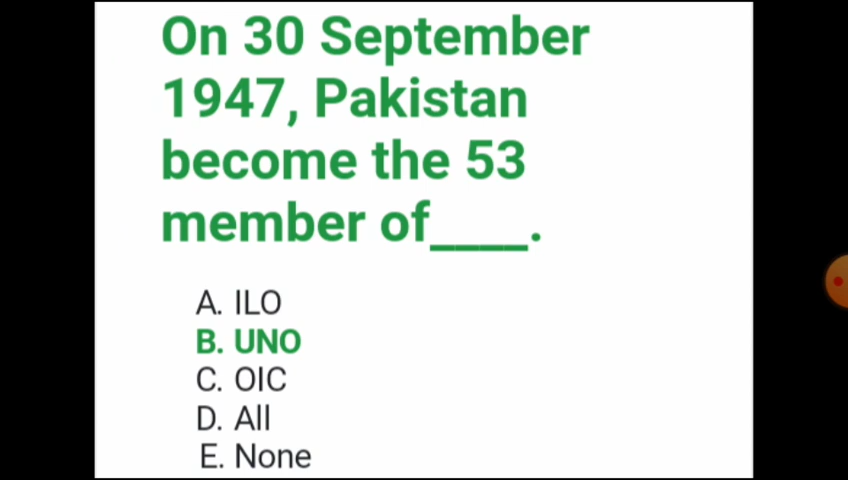 On 30 September
1947, Pakistan
become the 53
member of____.
A. ILO
B. UNO
C. OIC
D. All
E. None